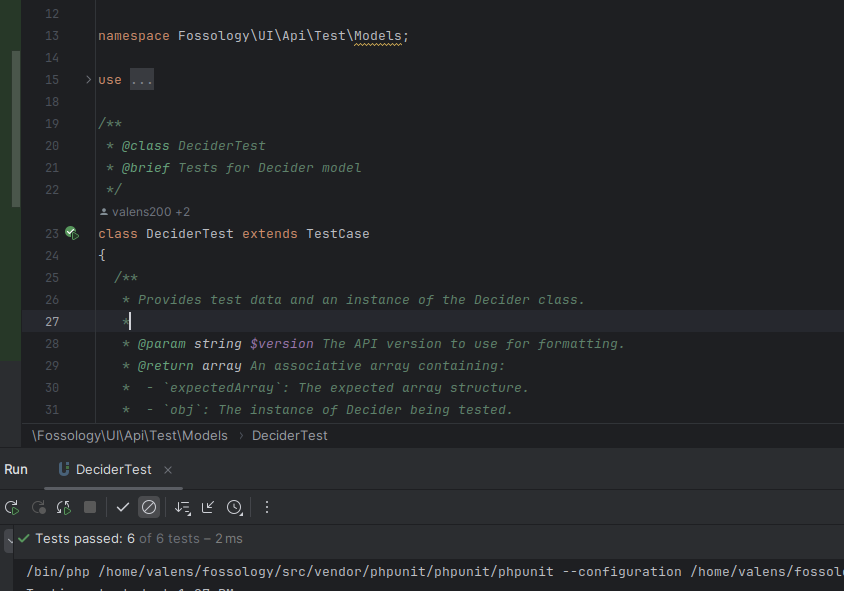 12
13 namespace Fossology\UI\Api\Test\Models;
14
15 use ...
18
19 /**
20 * @class DeciderTest
21 * @brief Tests for Decider model
22 */
valens200 +2
23 class DeciderTest extends TestCase
24 {
25 /**
26 * Provides test data and an instance of the Decider class.
27 *
28 * @param string $version The API version to use for formatting.
29 * @return array An associative array containing:
30 * - `expectedArray`: The expected array structure.
31 * - `obj`: The instance of Decider being tested.
\Fossology\UI\Api\Test\Models › DeciderTest
Run DeciderTest ×
Tests passed: 6 of 6 tests – 2 ms
/bin/php /home/valens/fossology/src/vendor/phpunit/phpunit/phpunit --configuration /home/valens/fossol